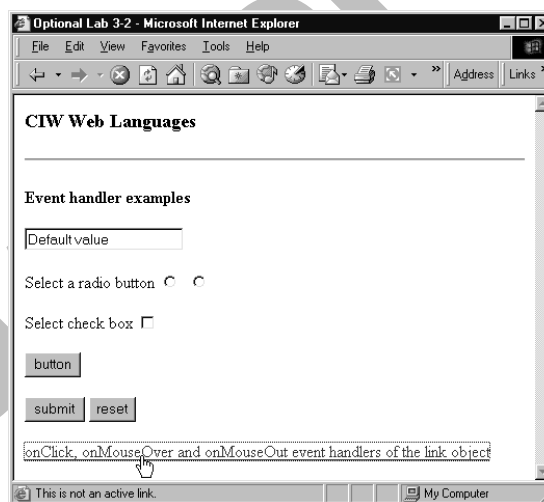 Optional Lab 3-2 - Microsoft Internet Explorer
File Edit View Favorites Tools Help
» Address Links »
CIW Web Languages
Event handler examples
Default value
Select a radio button
Select check box
button
submit reset
onClick, onMouseOver and onMouseOut event handlers of the link object
This is not an active link. My Computer